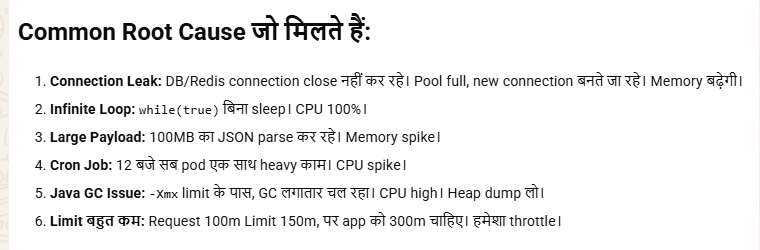 Common Root Cause जो मिलते हैं:
1. Connection Leak: DB/Redis connection close नहीं कर रहे। Pool full, new connection बनते जा रहे। Memory बढ़ेगी।
2. Infinite Loop: while(true) बिना sleep। CPU 100%।
3. Large Payload: 100MB का JSON parse कर रहे। Memory spike।
4. Cron Job: 12 बजे सब pod एक साथ heavy काम। CPU spike।
5. Java GC Issue: -Xmx limit के पास, GC लगातार चल रहा। CPU high। Heap dump लो।
6. Limit बहुत कम: Request 100m Limit 150m, पर app को 300m चाहिए। हमेशा throttle।